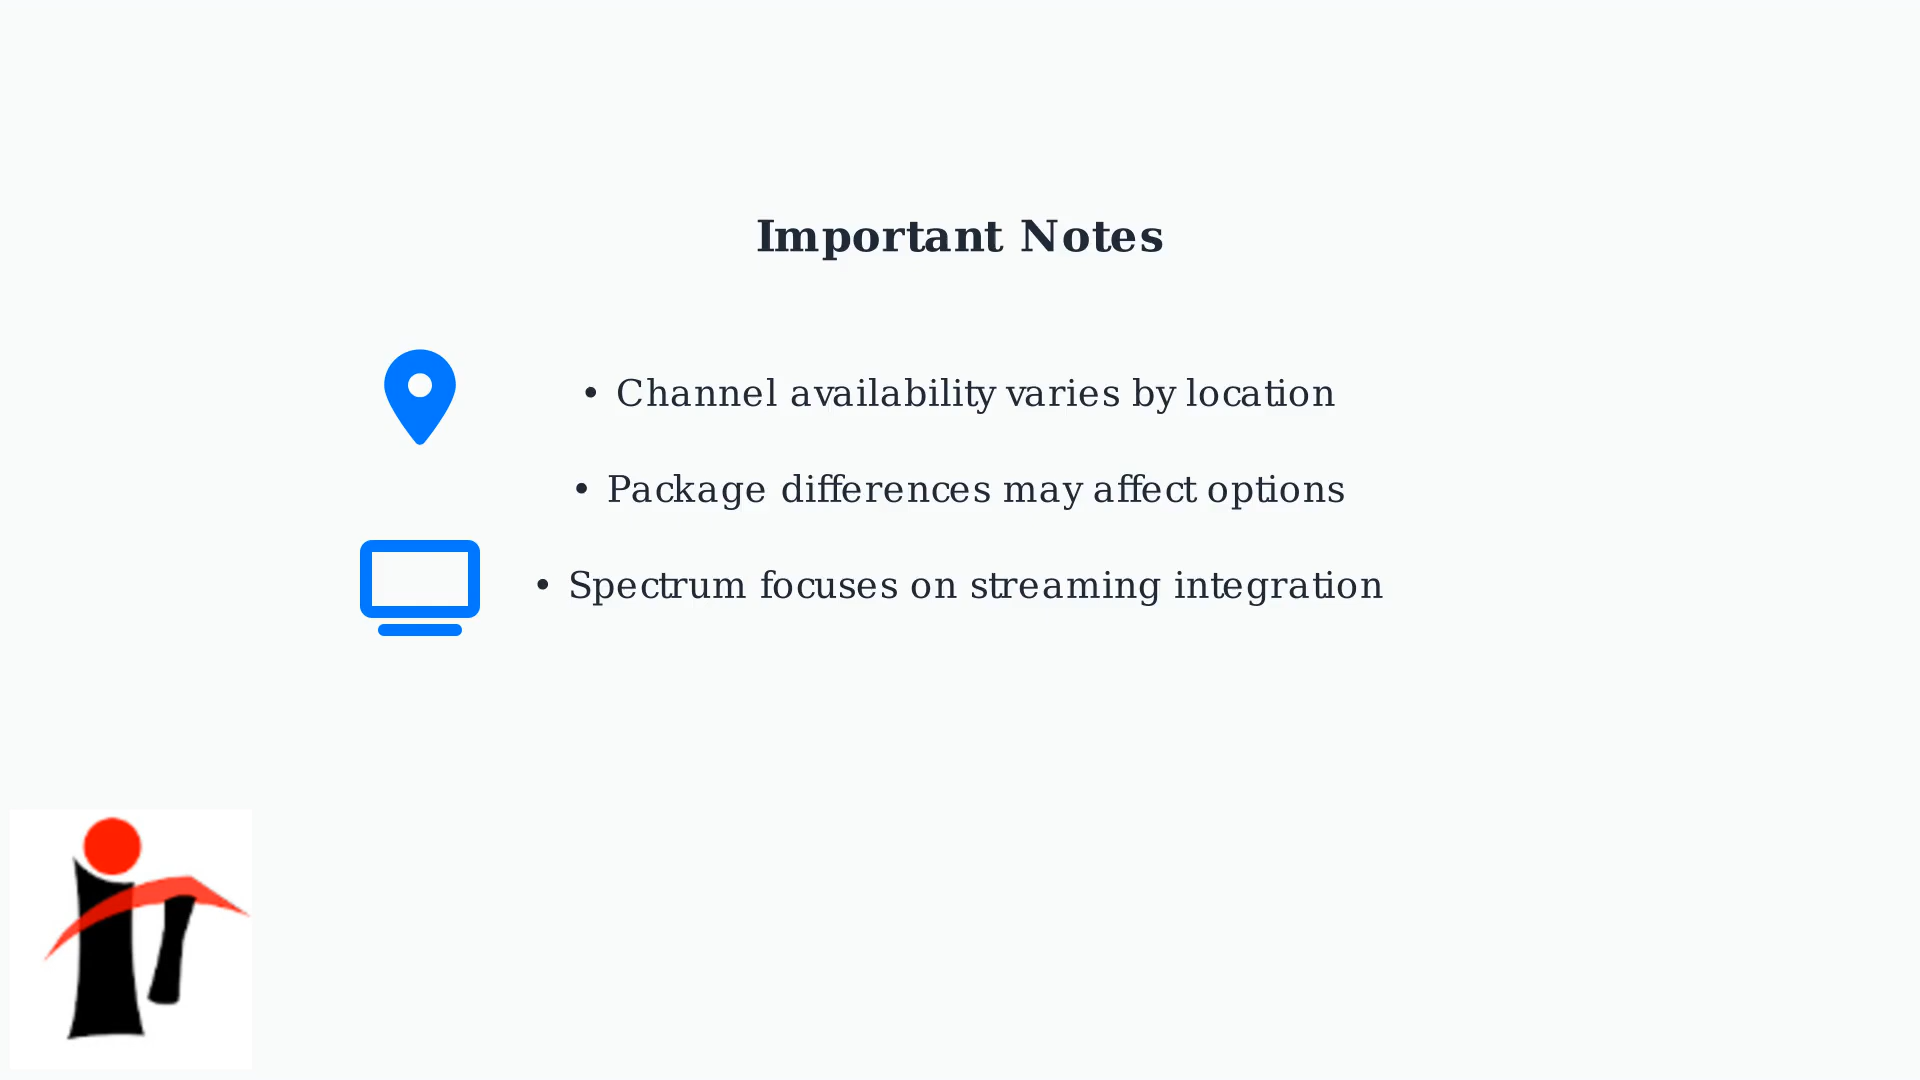 Important Notes
• Channel availability varies by location
• Package differences may affect options
• Spectrum focuses on streaming integration